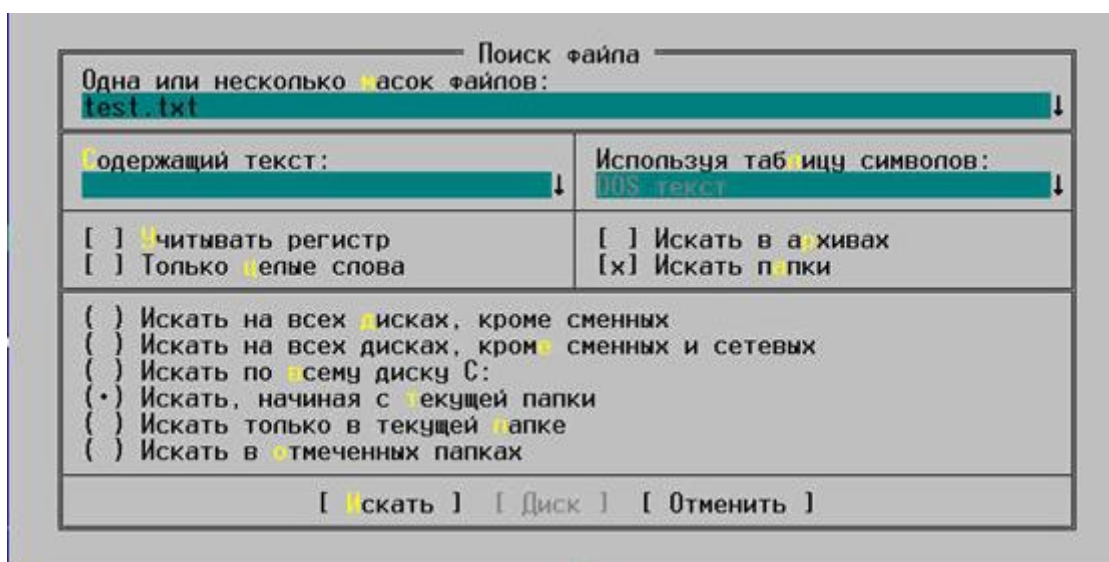 Поиск файла
Одна или несколько масок файлов:
test.txt
Содержащий текст:
Используя таблицу символов:
DOS текст
[ ] Учитывать регистр
[ ] Только целые слова
[ ] Искать в архивах
[x] Искать папки
( ) Искать на всех дисках, кроме сменных
( ) Искать на всех дисках, кроме сменных и сетевых
( ) Искать по всему диску C:
(•) Искать, начиная с текущей папки
( ) Искать только в текущей папке
( ) Искать в отмеченных папках
[ Искать ] [ Диск ] [ Отменить ]